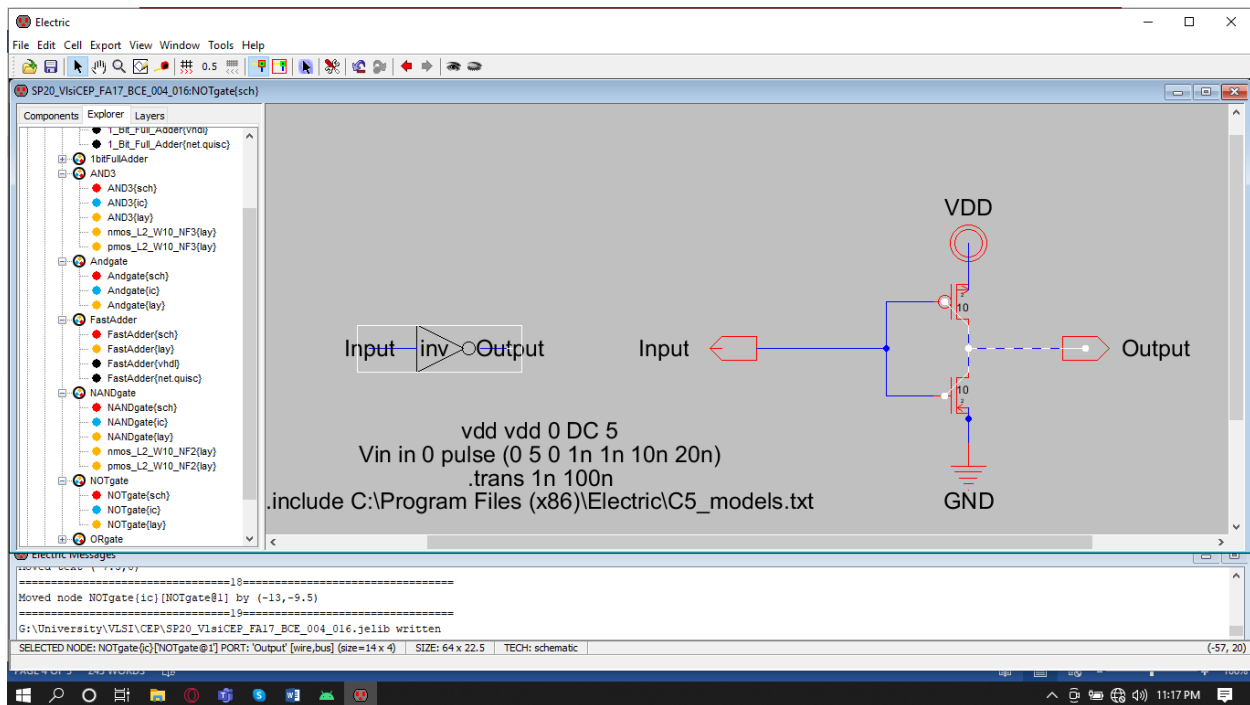 Electric
File Edit Cell Export View Window Tools Help
0.5
SP20_VlsiCEP_FA17_BCE_004_016:NOTgate{sch}
Components Explorer Layers
1_Bit_Full_Adder{vhdl}
1_Bit_Full_Adder{net.quisc}
1bitFullAdder
AND3
AND3{sch}
AND3{ic}
AND3{lay}
nmos_L2_W10_NF3{lay}
pmos_L2_W10_NF3{lay}
Andgate
Andgate{sch}
Andgate{ic}
Andgate{lay}
FastAdder
FastAdder{sch}
FastAdder{lay}
FastAdder{vhdl}
FastAdder{net.quisc}
NANDgate
NANDgate{sch}
NANDgate{ic}
NANDgate{lay}
nmos_L2_W10_NF2{lay}
pmos_L2_W10_NF2{lay}
NOTgate
NOTgate{sch}
NOTgate{ic}
NOTgate{lay}
ORgate
VDD
2
10
Input inv Output
Input
Output
10
2
GND
vdd vdd 0 DC 5
Vin in 0 pulse (0 5 0 1n 1n 10n 20n)
.trans 1n 100n
.include C:\Program Files (x86)\Electric\C5_models.txt
Electric Messages
===============================18================================
Moved node NOTgate{ic}[NOTgate@1] by (-13,-9.5)
===============================19================================
G:\University\VLSI\CEP\SP20_VlsiCEP_FA17_BCE_004_016.jelib written
SELECTED NODE: NOTgate{ic}['NOTgate@1'] PORT: 'Output' [wire,bus] (size=14 x 4) SIZE: 64 x 22.5 TECH: schematic (-57, 20)
11:17 PM